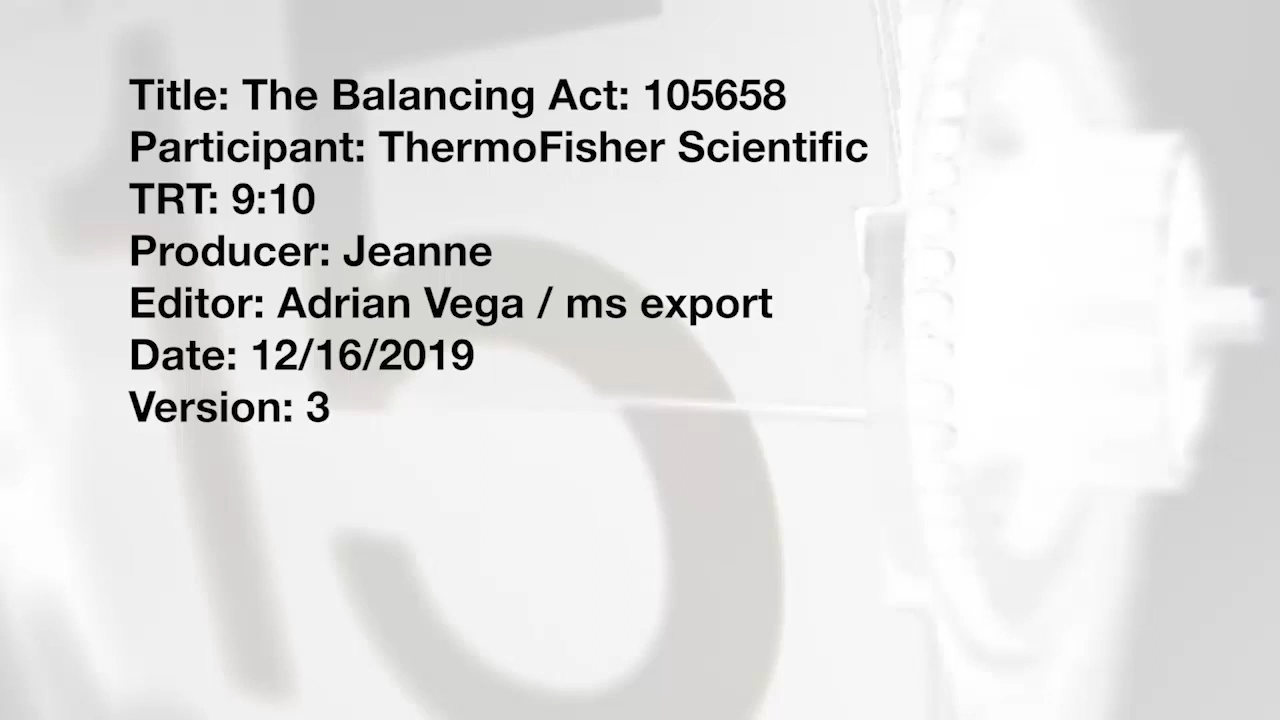 Title: The Balancing Act: 105658
Participant: ThermoFisher Scientific
TRT: 9:10
Producer: Jeanne
Editor: Adrian Vega / ms export
Date: 12/16/2019
Version: 3
15